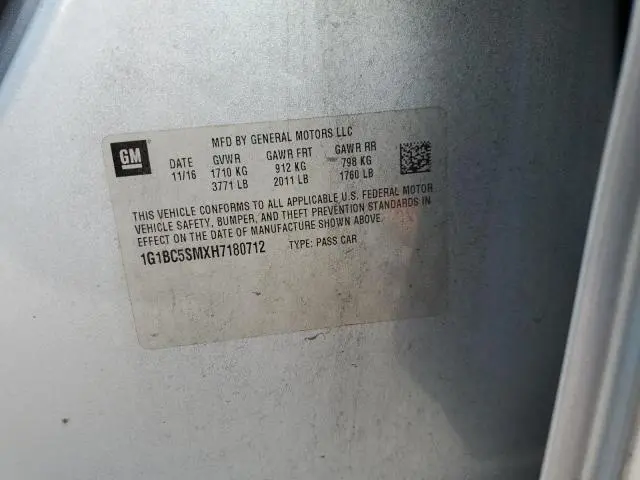 MFD BY GENERAL MOTORS LLC
GM
DATE GVWR GAWR FRT GAWR RR
11/16 1710 KG 912 KG 798 KG
3771 LB 2011 LB 1760 LB
THIS VEHICLE CONFORMS TO ALL APPLICABLE U.S. FEDERAL MOTOR
VEHICLE SAFETY, BUMPER, AND THEFT PREVENTION STANDARDS IN
EFFECT ON THE DATE OF MANUFACTURE SHOWN ABOVE.
1G1BC5SMXH7180712 TYPE: PASS CAR